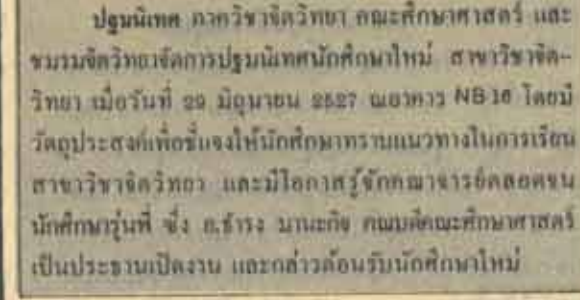 ปฐมนิเทศ ภาควิชาจิตวิทยา คณะศึกษาศาสตร์ และ
ชมรมจิตวิทยาจัดการปฐมนิเทศนักศึกษาใหม่ สาขาวิชาจิต-
วิทยา เมื่อวันที่ มิถุนายน 2527 ณอาคาร NB 16 โดยมี
วัตถุประสงค์เพื่อชี้แจงให้นักศึกษาทราบแนวทางในการเรียน
สาขาวิชาจิตวิทยา และมีโอกาสรู้จักคณาจารย์ตลอดจน
นักศึกษารุ่นพี่ ซึ่ง อ.ธำรง มานะกิจ คณบดีคณะศึกษาศาสตร์
เป็นประธานเปิดงาน และกล่าวต้อนรับนักศึกษาใหม่